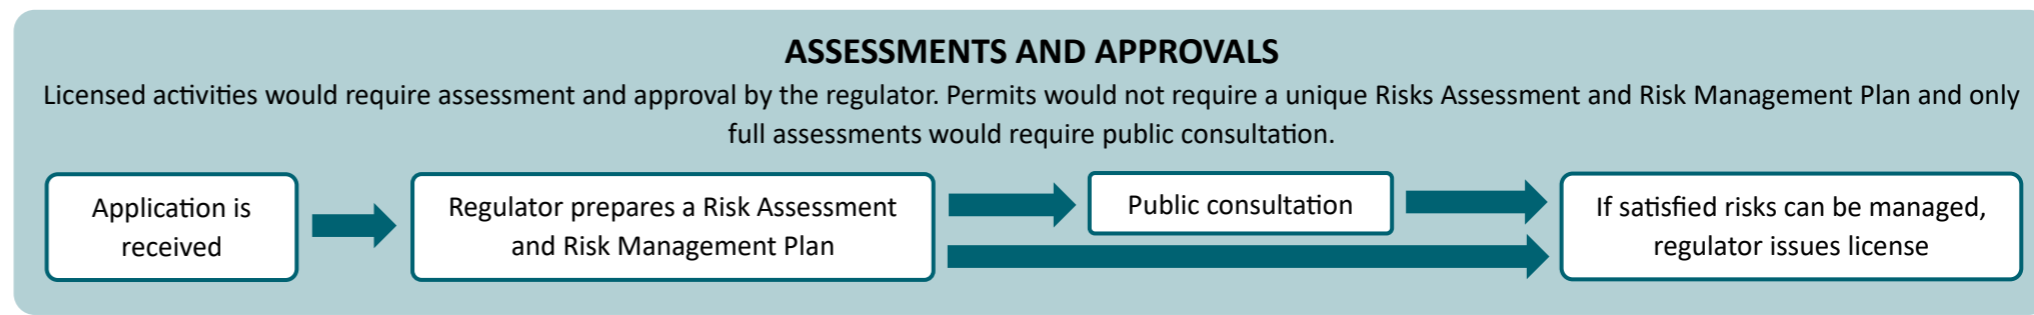 ASSESSMENTS AND APPROVALS
Licensed activities would require assessment and approval by the regulator. Permits would not require a unique Risks Assessment and Risk Management Plan and only
full assessments would require public consultation.
Application is
received
Regulator prepares a Risk Assessment
and Risk Management Plan
Public consultation
If satisfied risks can be managed,
regulator issues license